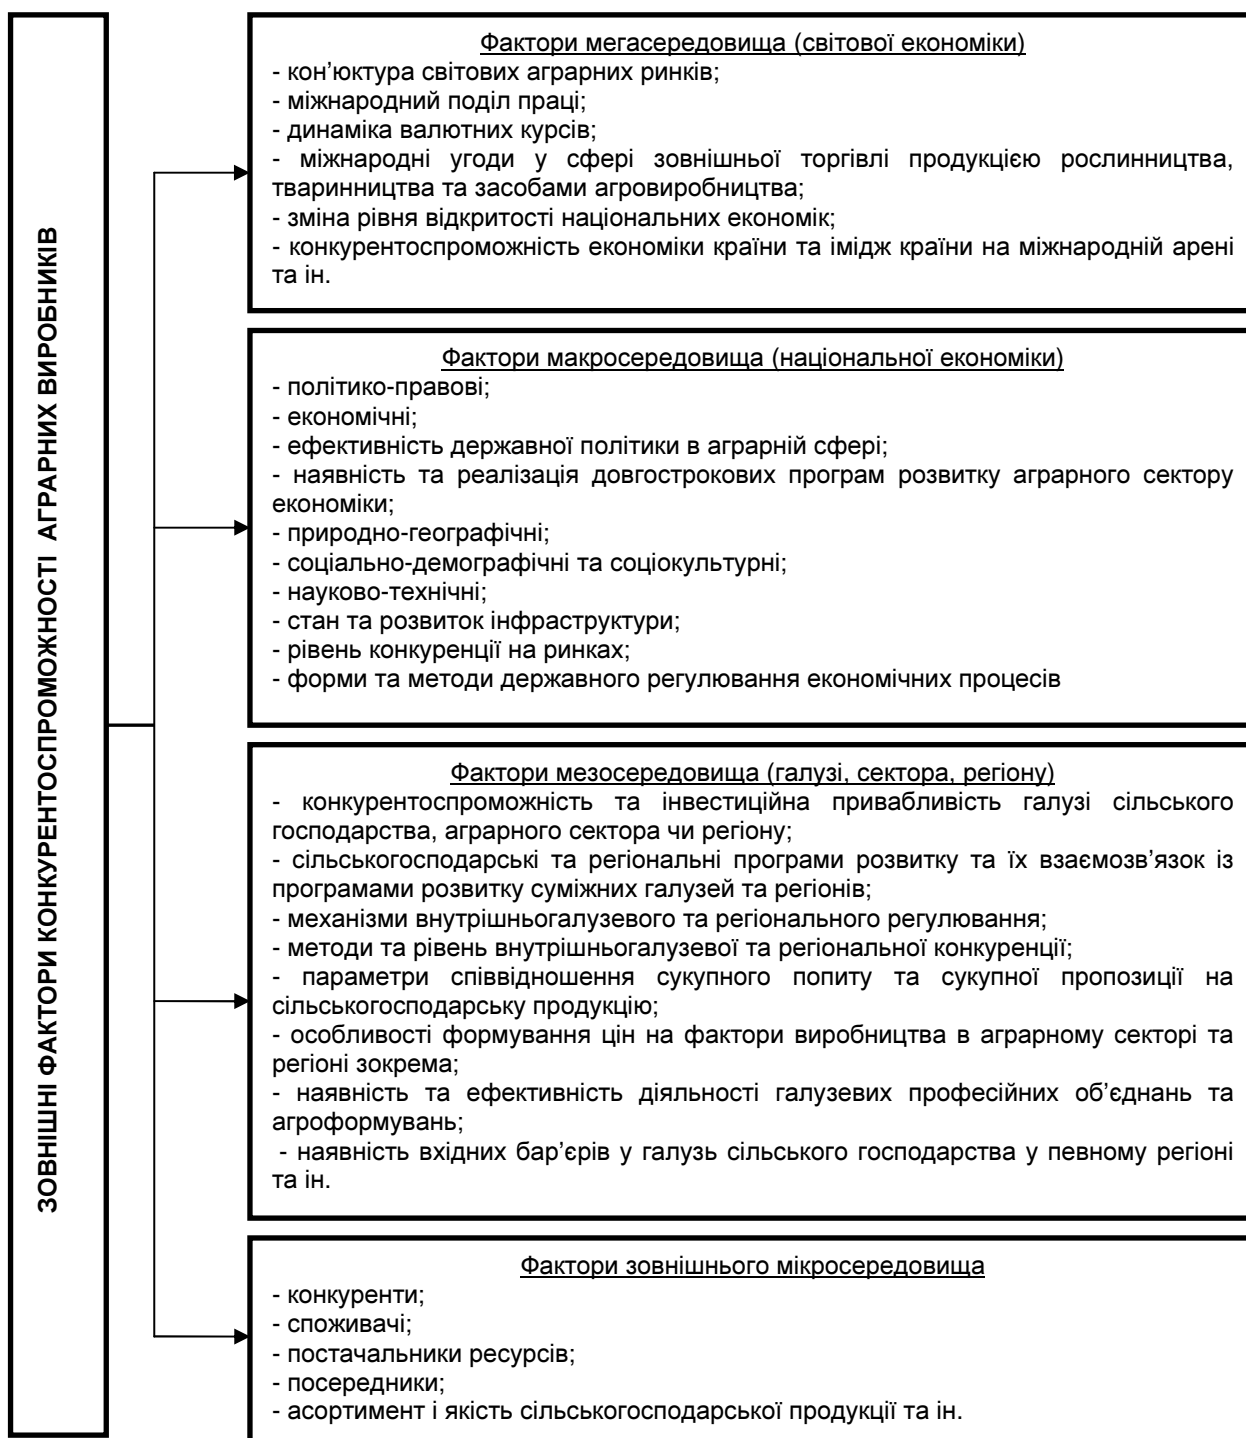 ЗОВНІШНІ ФАКТОРИ КОНКУРЕНТОСПРОМОЖНОСТІ АГРАРНИХ ВИРОБНИКІВ
Фактори мегасередовища (світової економіки)
- кон’юктура світових аграрних ринків;
- міжнародний поділ праці;
- динаміка валютних курсів;
- міжнародні угоди у сфері зовнішньої торгівлі продукцією рослинництва,
тваринництва та засобами агровиробництва;
- зміна рівня відкритості національних економік;
- конкурентоспроможність економіки країни та імідж країни на міжнародній арені
та ін.
Фактори макросередовища (національної економіки)
- політико-правові;
- економічні;
- ефективність державної політики в аграрній сфері;
- наявність та реалізація довгострокових програм розвитку аграрного сектору
економіки;
- природно-географічні;
- соціально-демографічні та соціокультурні;
- науково-технічні;
- стан та розвиток інфраструктури;
- рівень конкуренції на ринках;
- форми та методи державного регулювання економічних процесів
Фактори мезосередовища (галузі, сектора, регіону)
- конкурентоспроможність та інвестиційна привабливість галузі сільського
господарства, аграрного сектора чи регіону;
- сільськогосподарські та регіональні програми розвитку та їх взаємозв’язок із
програмами розвитку суміжних галузей та регіонів;
- механізми внутрішньогалузевого та регіонального регулювання;
- методи та рівень внутрішньогалузевої та регіональної конкуренції;
- параметри співвідношення сукупного попиту та сукупної пропозиції на
сільськогосподарську продукцію;
- особливості формування цін на фактори виробництва в аграрному секторі та
регіоні зокрема;
- наявність та ефективність діяльності галузевих професійних об’єднань та
агроформувань;
- наявність вхідних бар’єрів у галузь сільського господарства у певному регіоні
та ін.
Фактори зовнішнього мікросередовища
- конкуренти;
- споживачі;
- постачальники ресурсів;
- посередники;
- асортимент і якість сільськогосподарської продукції та ін.